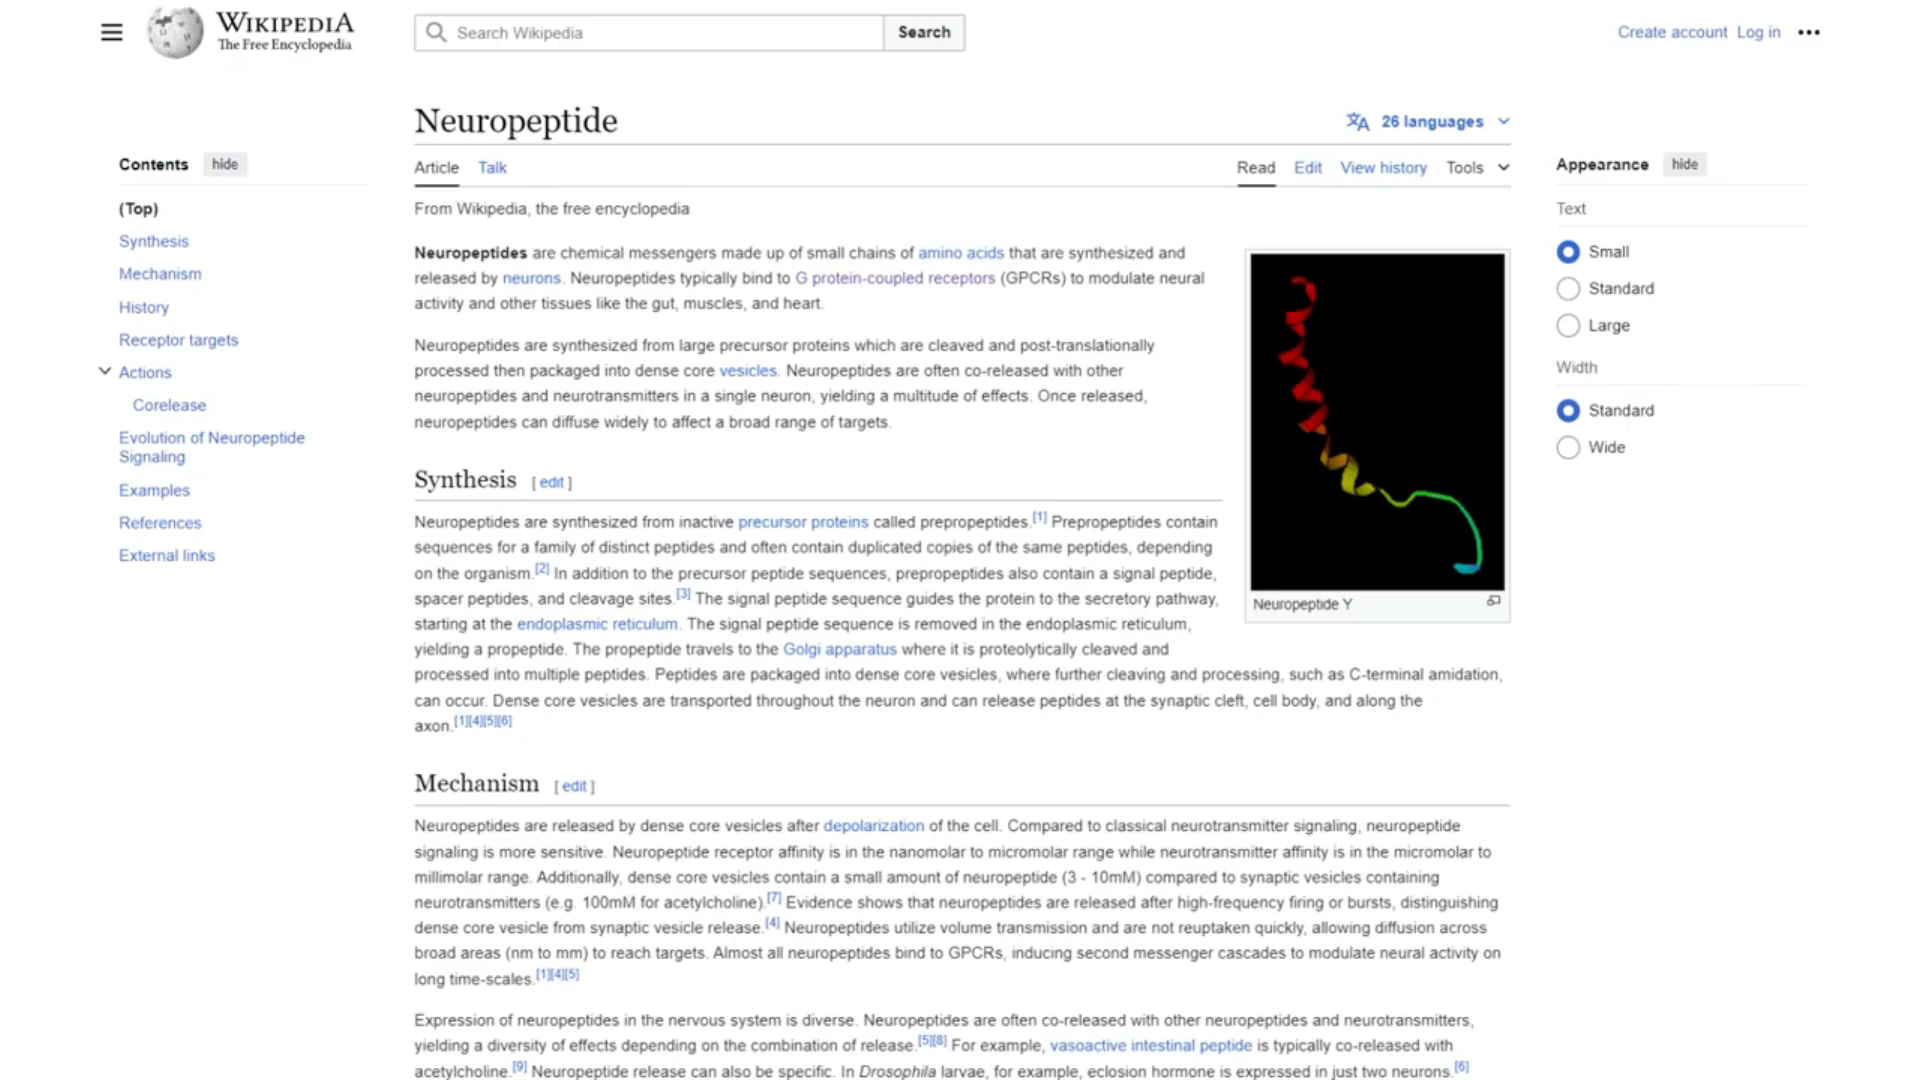 WIKIPEDIA
The Free Encyclopedia
Search Wikipedia
Search
Create account Log in
Neuropeptide
26 languages
Contents hide
Article Talk
Read Edit View history Tools
Appearance hide
(Top)
Synthesis
Mechanism
History
Receptor targets
Actions
Corelease
Evolution of Neuropeptide
Signaling
Examples
References
External links
From Wikipedia, the free encyclopedia
Neuropeptides are chemical messengers made up of small chains of amino acids that are synthesized and
released by neurons. Neuropeptides typically bind to G protein-coupled receptors (GPCRs) to modulate neural
activity and other tissues like the gut, muscles, and heart.
Neuropeptides are synthesized from large precursor proteins which are cleaved and post-translationally
processed then packaged into dense core vesicles. Neuropeptides are often co-released with other
neuropeptides and neurotransmitters in a single neuron, yielding a multitude of effects. Once released,
neuropeptides can diffuse widely to affect a broad range of targets.
Neuropeptide Y
Synthesis [ edit ]
Neuropeptides are synthesized from inactive precursor proteins called prepropeptides.[1] Prepropeptides contain
sequences for a family of distinct peptides and often contain duplicated copies of the same peptides, depending
on the organism.[2] In addition to the precursor peptide sequences, prepropeptides also contain a signal peptide,
spacer peptides, and cleavage sites.[3] The signal peptide sequence guides the protein to the secretory pathway,
starting at the endoplasmic reticulum. The signal peptide sequence is removed in the endoplasmic reticulum,
yielding a propeptide. The propeptide travels to the Golgi apparatus where it is proteolytically cleaved and
processed into multiple peptides. Peptides are packaged into dense core vesicles, where further cleaving and processing, such as C-terminal amidation,
can occur. Dense core vesicles are transported throughout the neuron and can release peptides at the synaptic cleft, cell body, and along the
axon.[1][4][5][6]
Mechanism [ edit ]
Neuropeptides are released by dense core vesicles after depolarization of the cell. Compared to classical neurotransmitter signaling, neuropeptide
signaling is more sensitive. Neuropeptide receptor affinity is in the nanomolar to micromolar range while neurotransmitter affinity is in the micromolar to
millimolar range. Additionally, dense core vesicles contain a small amount of neuropeptide (3 - 10mM) compared to synaptic vesicles containing
neurotransmitters (e.g. 100mM for acetylcholine).[7] Evidence shows that neuropeptides are released after high-frequency firing or bursts, distinguishing
dense core vesicle from synaptic vesicle release.[4] Neuropeptides utilize volume transmission and are not reuptaken quickly, allowing diffusion across
broad areas (nm to mm) to reach targets. Almost all neuropeptides bind to GPCRs, inducing second messenger cascades to modulate neural activity on
long time-scales.[1][4][5]
Expression of neuropeptides in the nervous system is diverse. Neuropeptides are often co-released with other neuropeptides and neurotransmitters,
yielding a diversity of effects depending on the combination of release.[5][8] For example, vasoactive intestinal peptide is typically co-released with
acetylcholine.[9] Neuropeptide release can also be specific. In Drosophila larvae, for example, eclosion hormone is expressed in just two neurons.[6]
Text
Small
Standard
Large
Width
Standard
Wide